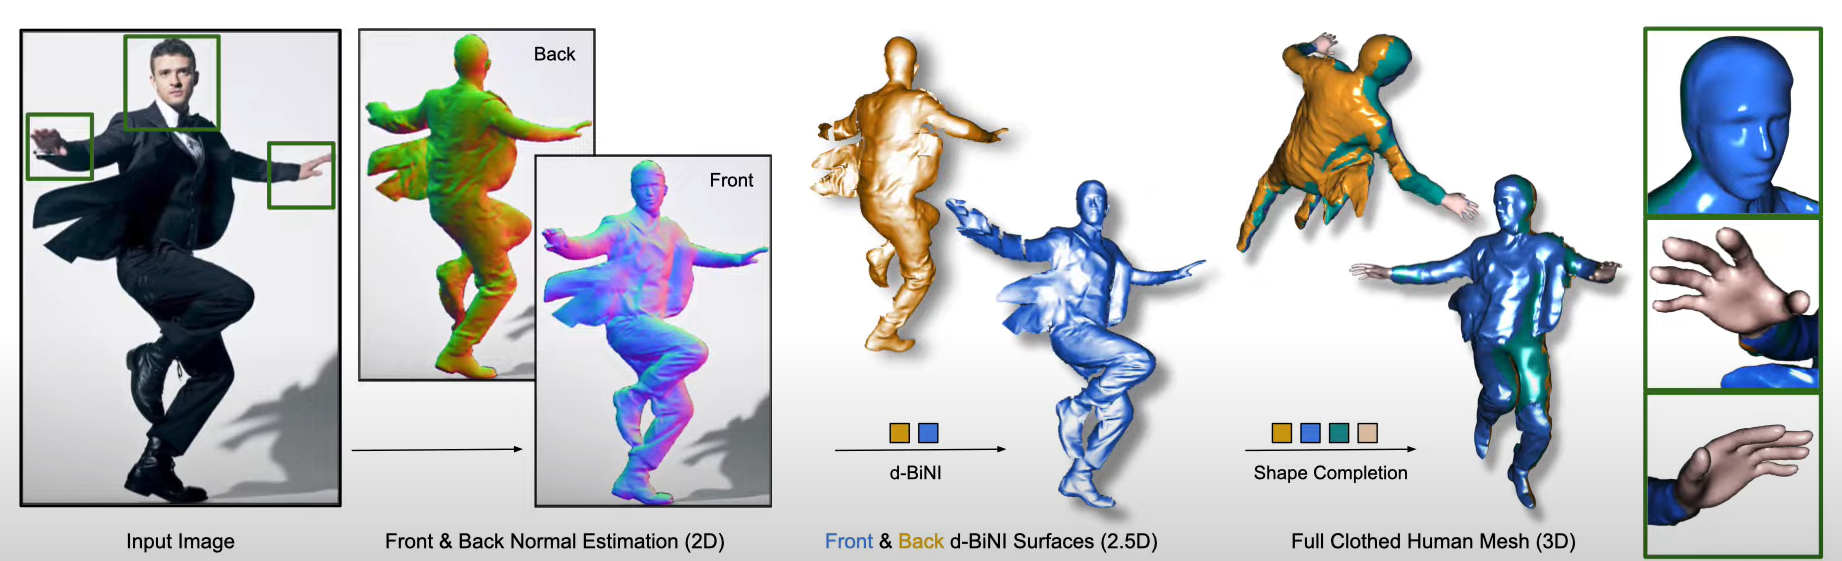 Back
Front
d-BiNI
Shape Completion
Input Image
Front & Back Normal Estimation (2D)
Front & Back d-BiNI Surfaces (2.5D)
Full Clothed Human Mesh (3D)